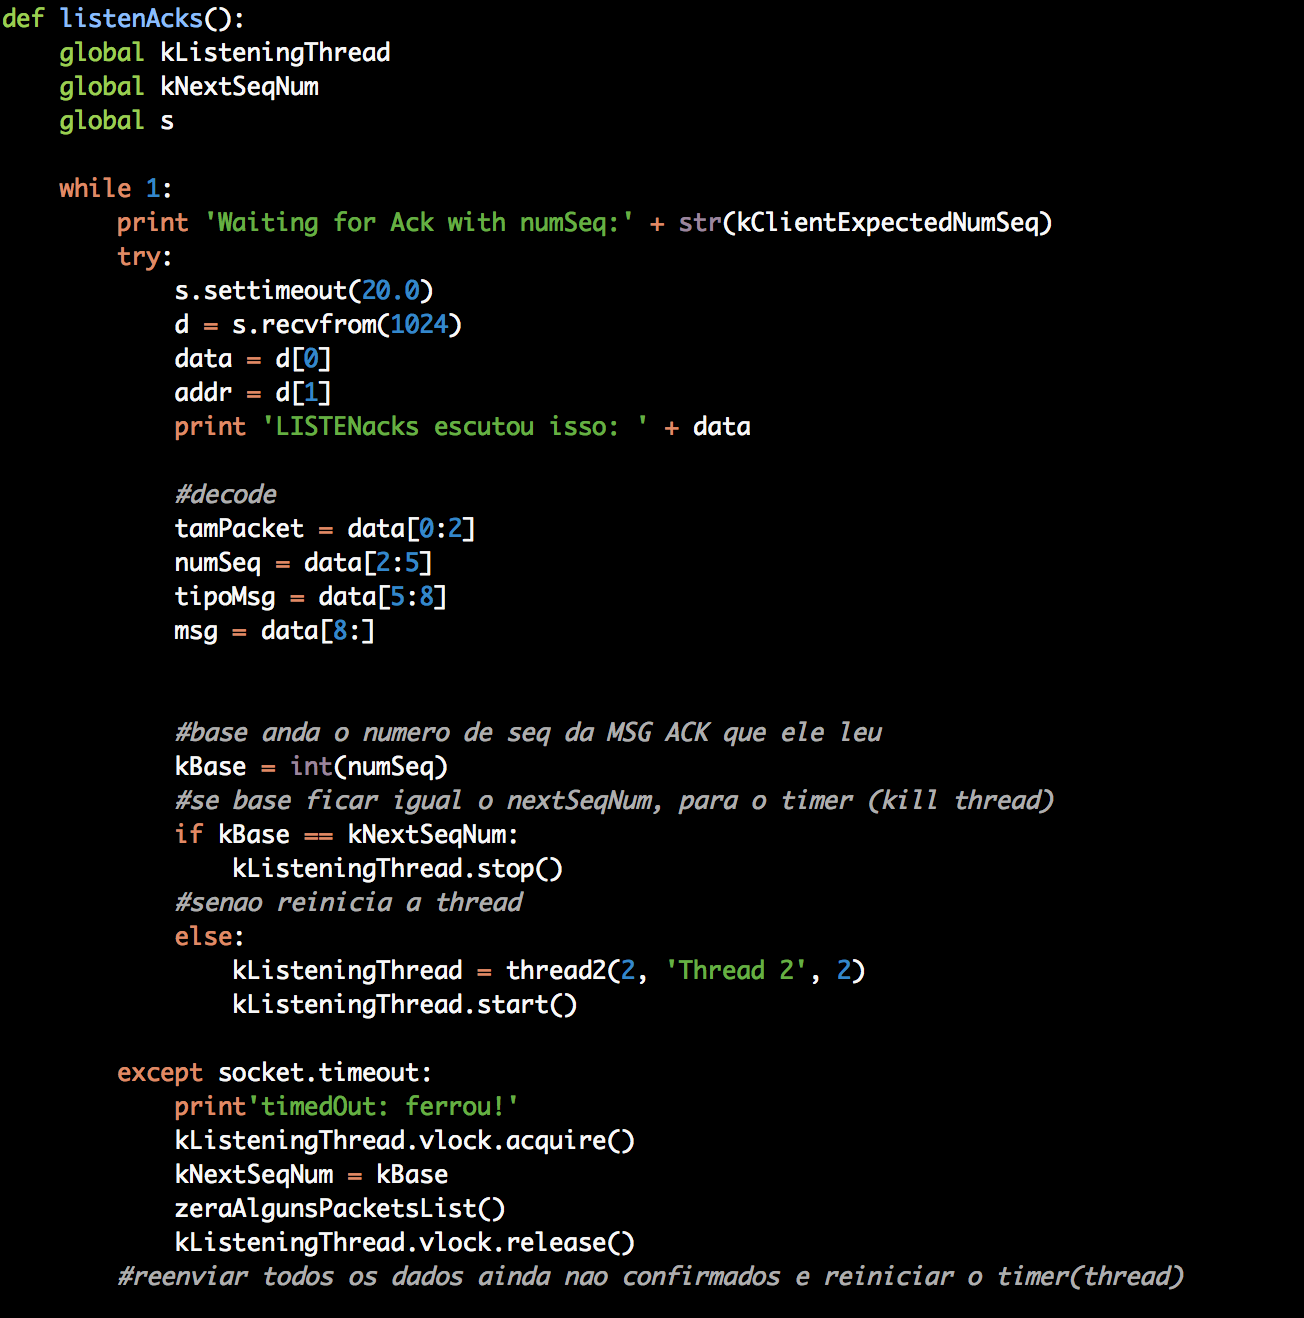 def listenAcks():
    global kListeningThread
    global kNextSeqNum
    global s

    while 1:
        print 'Waiting for Ack with numSeq:' + str(kClientExpectedNumSeq)
        try:
            s.settimeout(20.0)
            d = s.recvfrom(1024)
            data = d[0]
            addr = d[1]
            print 'LISTENacks escutou isso: ' + data

            #decode
            tamPacket = data[0:2]
            numSeq = data[2:5]
            tipoMsg = data[5:8]
            msg = data[8:]


            #base anda o numero de seq da MSG ACK que ele leu
            kBase = int(numSeq)
            #se base ficar igual o nextSeqNum, para o timer (kill thread)
            if kBase == kNextSeqNum:
                kListeningThread.stop()
            #senao reinicia a thread
            else:
                kListeningThread = thread2(2, 'Thread 2', 2)
                kListeningThread.start()

        except socket.timeout:
            print'timedOut: ferrou!'
            kListeningThread.vlock.acquire()
            kNextSeqNum = kBase
            zeraAlgunsPacketsList()
            kListeningThread.vlock.release()
        #reenviar todos os dados ainda nao confirmados e reiniciar o timer(thread)